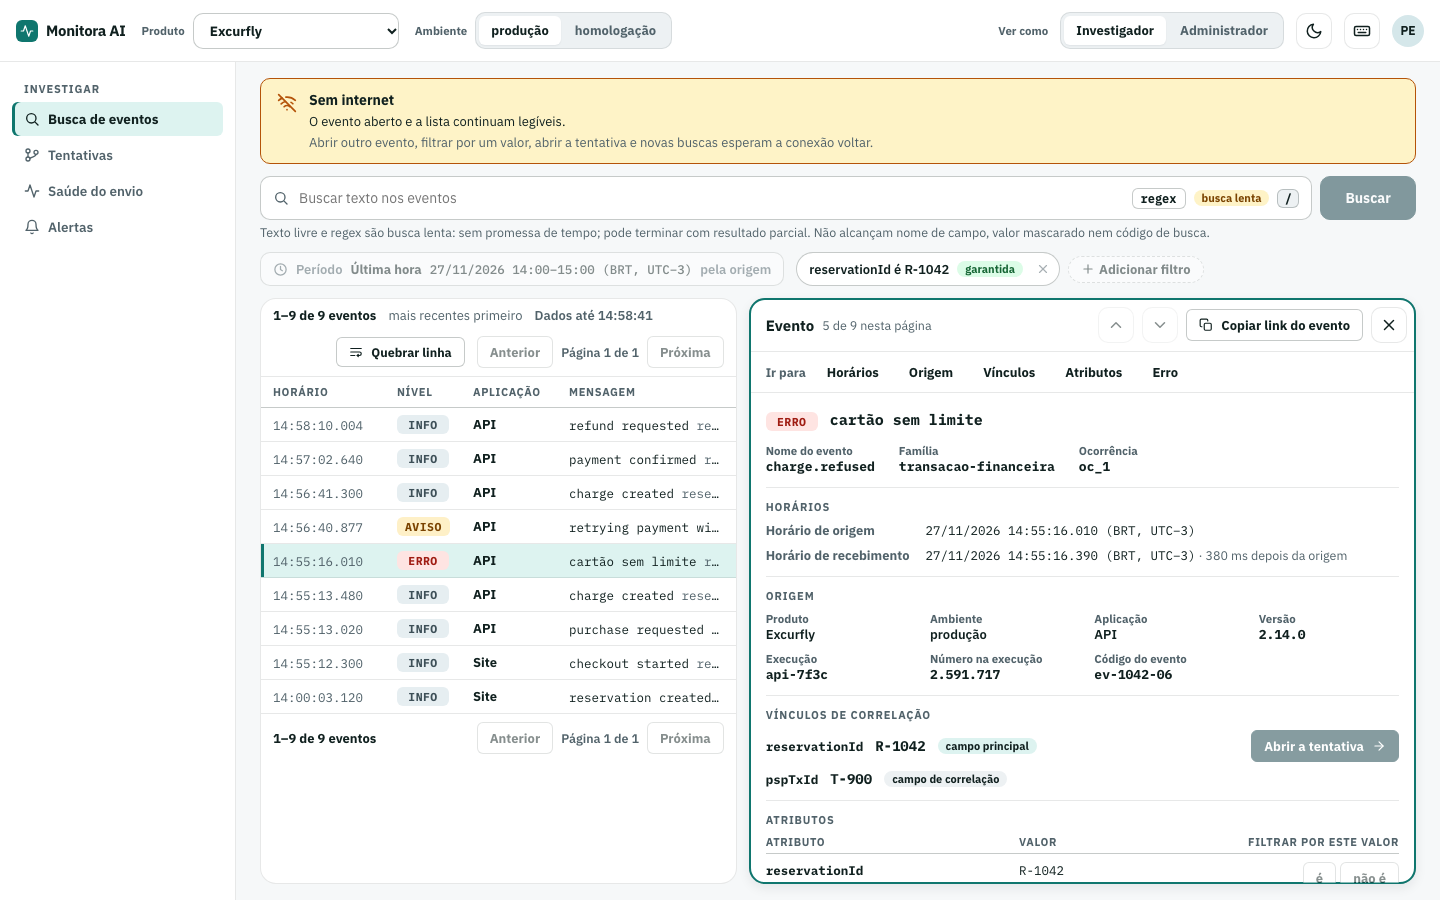 Monitora AI Produto Excurfly Ambiente produção homologação Ver como Investigador Administrador PE
INVESTIGAR
Busca de eventos
Tentativas
Saúde do envio
Alertas
Sem internet
O evento aberto e a lista continuam legíveis.
Abrir outro evento, filtrar por um valor, abrir a tentativa e novas buscas esperam a conexão voltar.
Buscar texto nos eventos regex busca lenta / Buscar
Texto livre e regex são busca lenta: sem promessa de tempo; pode terminar com resultado parcial. Não alcançam nome de campo, valor mascarado nem código de busca.
Período Última hora 27/11/2026 14:00–15:00 (BRT, UTC−3) pela origem reservationId é R-1042 garantida × + Adicionar filtro
1–9 de 9 eventos mais recentes primeiro Dados até 14:58:41
Quebrar linha Anterior Página 1 de 1 Próxima
HORÁRIO NÍVEL APLICAÇÃO MENSAGEM
14:58:10.004 INFO API refund requested re…
14:57:02.640 INFO API payment confirmed r…
14:56:41.300 INFO API charge created rese…
14:56:40.877 AVISO API retrying payment wi…
14:55:16.010 ERRO API cartão sem limite r…
14:55:13.480 INFO API charge created rese…
14:55:13.020 INFO API purchase requested …
14:55:12.300 INFO Site checkout started re…
14:00:03.120 INFO Site reservation created…
1–9 de 9 eventos Anterior Página 1 de 1 Próxima
Evento 5 de 9 nesta página Copiar link do evento
Ir para Horários Origem Vínculos Atributos Erro
ERRO cartão sem limite
Nome do evento Família Ocorrência
charge.refused transacao-financeira oc_1
HORÁRIOS
Horário de origem 27/11/2026 14:55:16.010 (BRT, UTC−3)
Horário de recebimento 27/11/2026 14:55:16.390 (BRT, UTC−3) · 380 ms depois da origem
ORIGEM
Produto Ambiente Aplicação Versão
Excurfly produção API 2.14.0
Execução Número na execução Código do evento
api-7f3c 2.591.717 ev-1042-06
VÍNCULOS DE CORRELAÇÃO
reservationId R-1042 campo principal Abrir a tentativa →
pspTxId T-900 campo de correlação
ATRIBUTOS
ATRIBUTO VALOR FILTRAR POR ESTE VALOR
reservationId R-1042 é não é